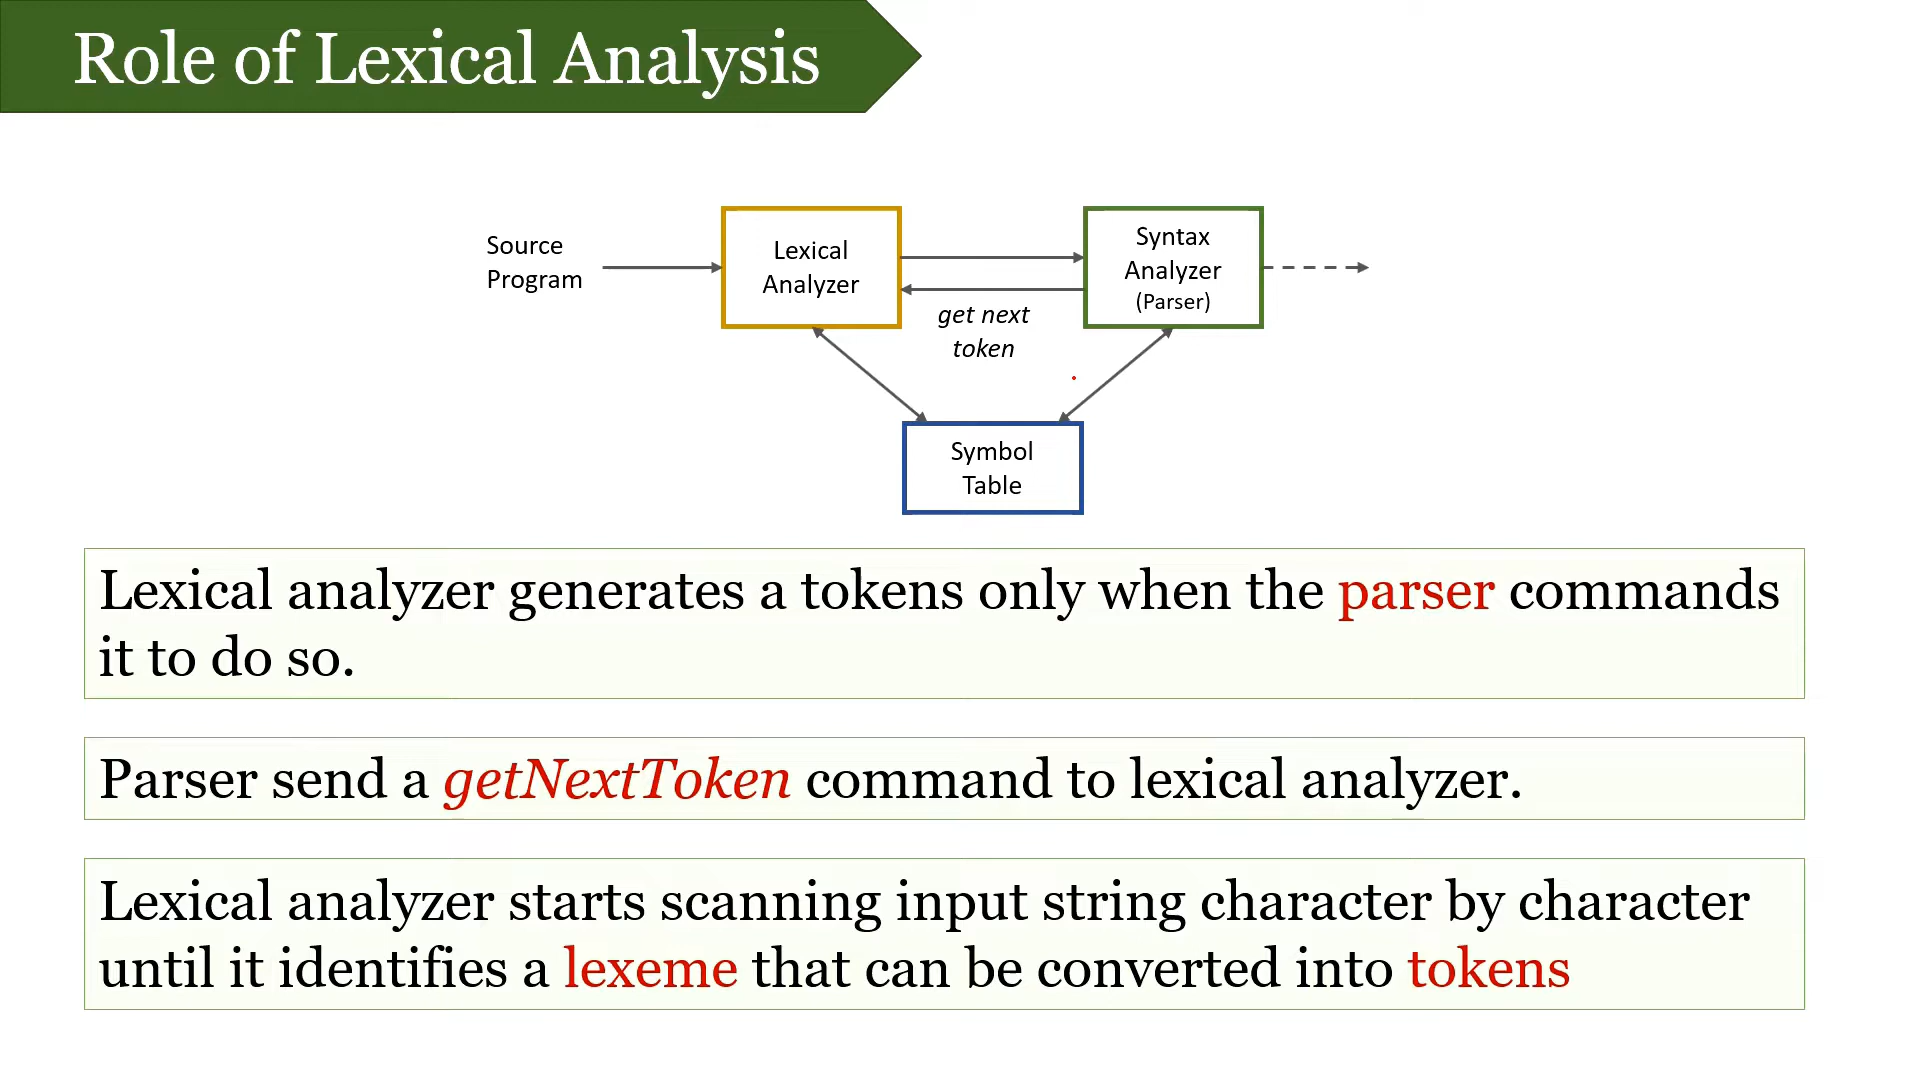 Role of Lexical Analysis
Source
Program
Lexical
Analyzer
get next
token
Syntax
Analyzer
(Parser)
Symbol
Table
Lexical analyzer generates a tokens only when the parser commands
it to do so.
Parser send a getNextToken command to lexical analyzer.
Lexical analyzer starts scanning input string character by character
until it identifies a lexeme that can be converted into tokens